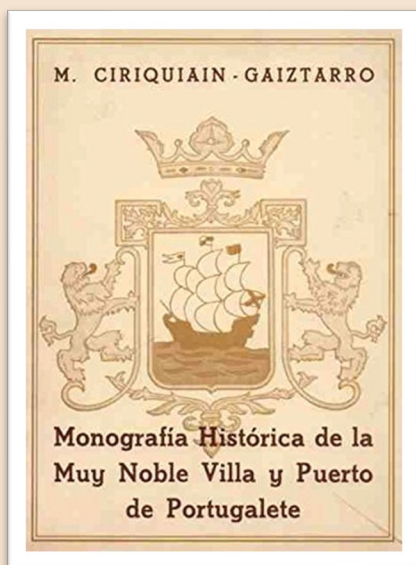 M. CIRIQUIAIN - GAIZTARRO
Monografía Histórica de la
Muy Noble Villa y Puerto
de Portugalete